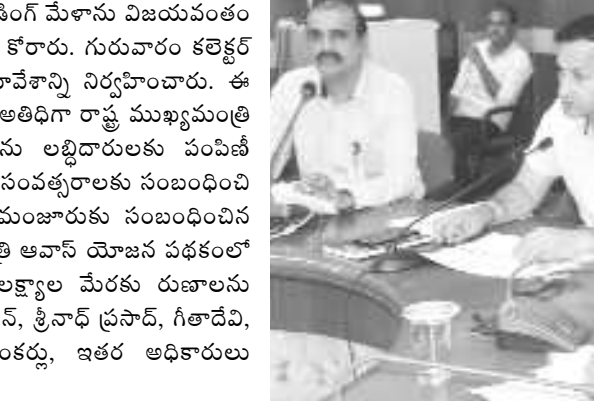 డింగ్ మేళాను విజయవంతం
కోరారు. గురువారం కలెక్టర్
ావేశాన్ని నిర్వహించారు. ఈ
అతిధిగా రాష్ట్ర ముఖ్యమంత్రి
ను లబ్ధిదారులకు పంపిణీ
సంవత్సరాలకు సంబంధించి
మంజూరుకు సంబంధించిన
త్రి ఆవాస్ యోజన పథకంలో
లక్ష్యాల మేరకు రుణాలను
న్, శ్రీనాధ్ ప్రసాద్, గీతాదేవి,
ంకర్లు, ఇతర అధికారులు